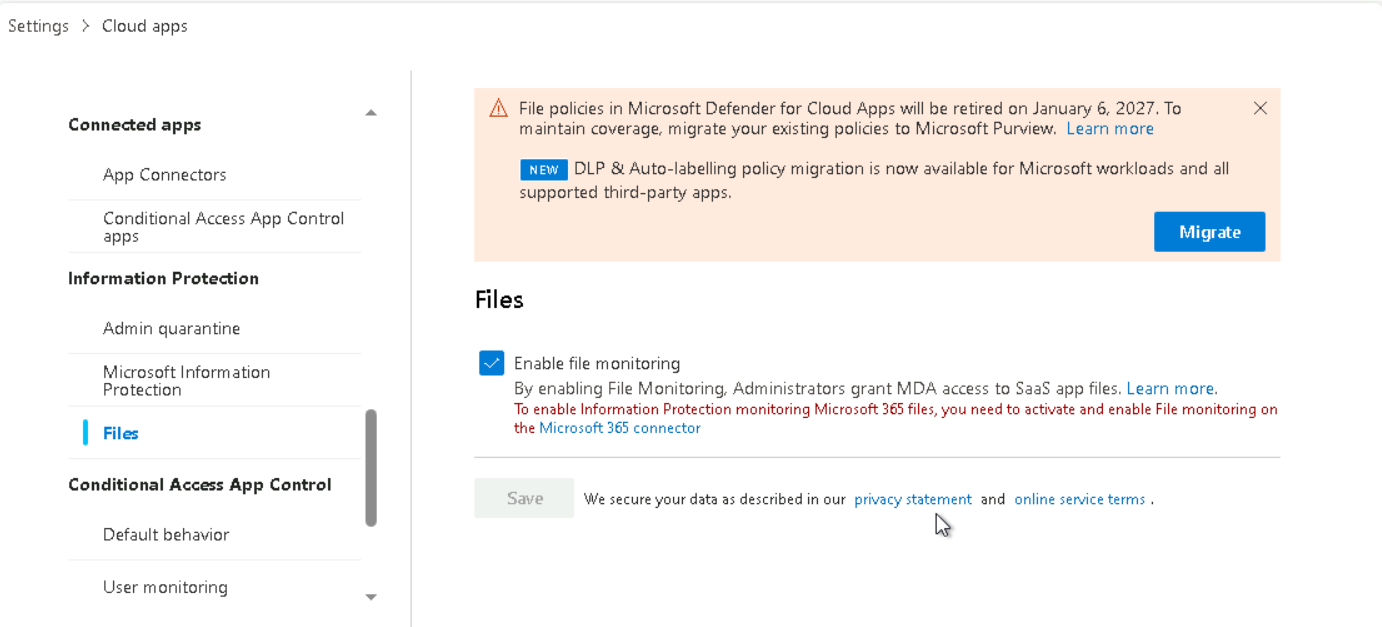 Settings > Cloud apps
Connected apps
App Connectors
Conditional Access App Control
apps
Information Protection
Admin quarantine
Microsoft Information
Protection
Files
Conditional Access App Control
Default behavior
User monitoring
File policies in Microsoft Defender for Cloud Apps will be retired on January 6, 2027. To
maintain coverage, migrate your existing policies to Microsoft Purview. Learn more
NEW DLP & Auto-labelling policy migration is now available for Microsoft workloads and all
supported third-party apps.
Migrate
Files
Enable file monitoring
By enabling File Monitoring, Administrators grant MDA access to SaaS app files. Learn more.
To enable Information Protection monitoring Microsoft 365 files, you need to activate and enable File monitoring on
the Microsoft 365 connector
Save We secure your data as described in our privacy statement and online service terms .